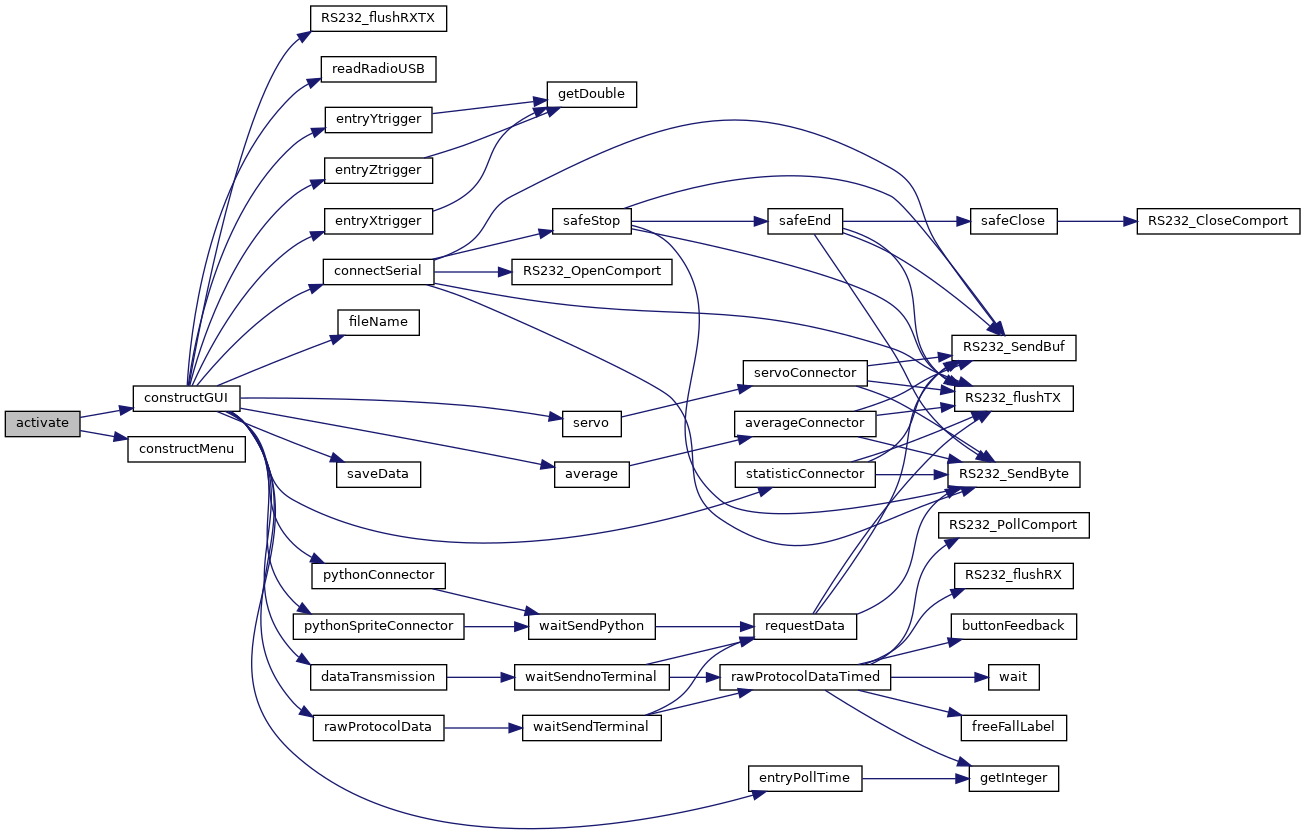 activate
constructGUI
constructMenu
RS232_flushRXTX
readRadioUSB
entryYtrigger
entryZtrigger
entryXtrigger
connectSerial
fileName
saveData
pythonConnector
pythonSpriteConnector
dataTransmission
rawProtocolData
getDouble
safeStop
RS232_OpenComport
servo
average
waitSendPython
waitSendnoTerminal
waitSendTerminal
safeEnd
servoConnector
averageConnector
statisticConnector
requestData
rawProtocolDataTimed
entryPollTime
safeClose
RS232_SendBuf
RS232_flushTX
RS232_SendByte
RS232_PollComport
RS232_flushRX
buttonFeedback
wait
freeFallLabel
getInteger
RS232_CloseComport